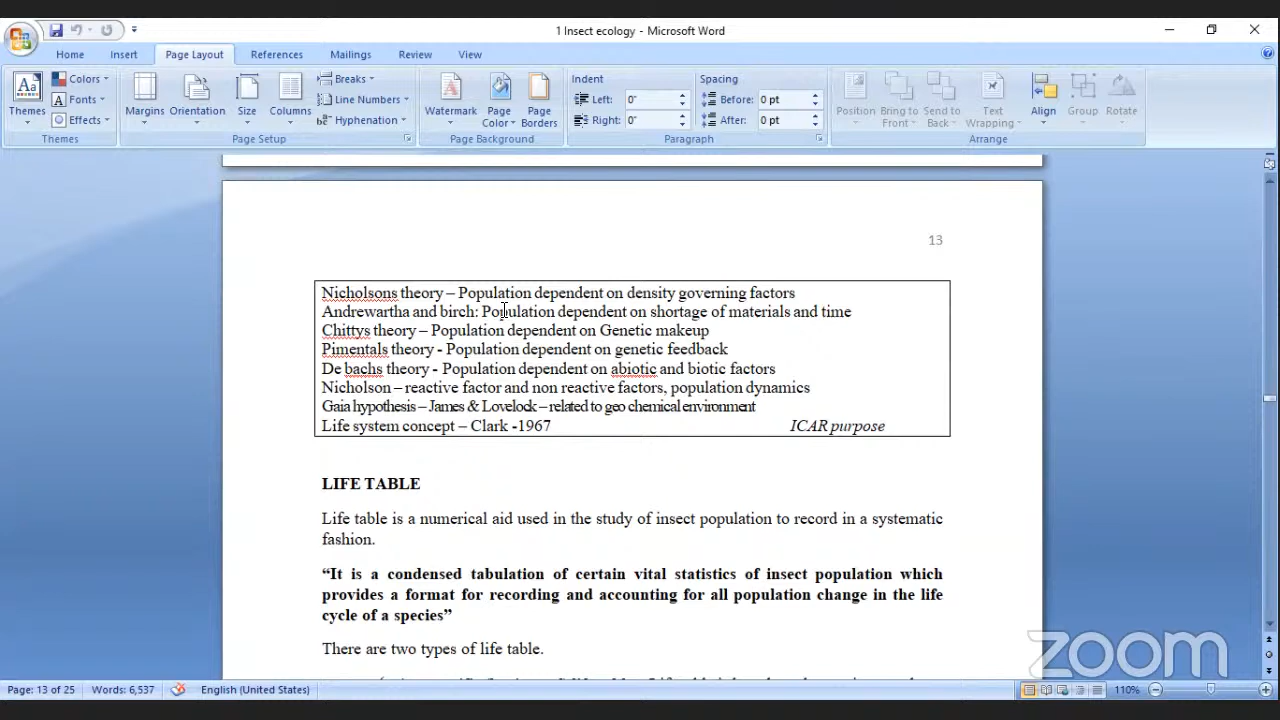 1 Insect ecology - Microsoft Word
Home Insert Page Layout References Mailings Review View
Themes Colors Fonts Effects Margins Orientation Size Columns Breaks Line Numbers Hyphenation Watermark Page Color Page Borders Indent Left: 0" Right: 0" Spacing Before: 0 pt After: 0 pt Position Bring to Front Send to Back Text Wrapping Align Group Rotate
Themes Page Setup Page Background Paragraph Arrange
13
Nicholsons theory – Population dependent on density governing factors
Andrewartha and birch: Population dependent on shortage of materials and time
Chittys theory – Population dependent on Genetic makeup
Pimentals theory - Population dependent on genetic feedback
De bachs theory - Population dependent on abiotic and biotic factors
Nicholson – reactive factor and non reactive factors, population dynamics
Gaia hypothesis – James & Lovelock – related to geo chemical environment
Life system concept – Clark -1967 ICAR purpose
LIFE TABLE
Life table is a numerical aid used in the study of insect population to record in a systematic
fashion.
“It is a condensed tabulation of certain vital statistics of insect population which
provides a format for recording and accounting for all population change in the life
cycle of a species”
There are two types of life table.
zoom
Page: 13 of 25 Words: 6,537 English (United States) 110%